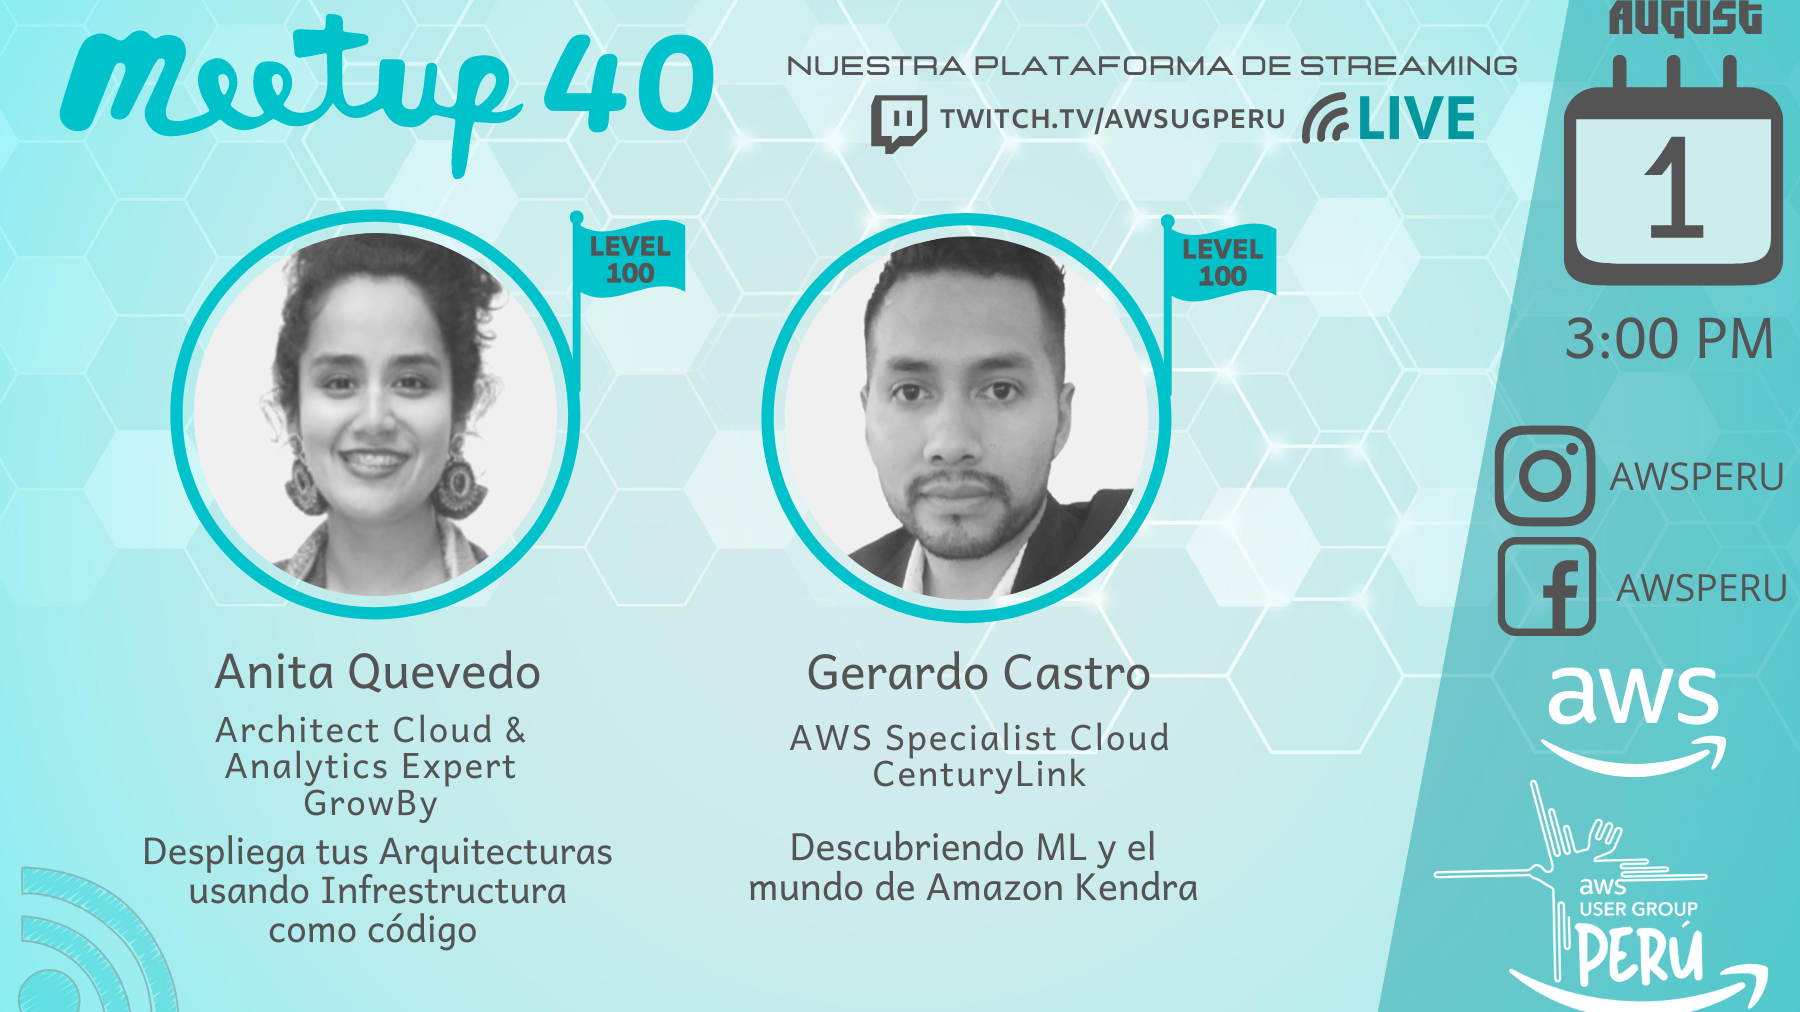 Meetup 40
NUESTRA PLATAFORMA DE STREAMING
TWITCH.TV/AWSUGPERU LIVE
AUGUST
1
3:00 PM
AWSPERU
AWSPERU
aws
aws
USER GROUP
PERÚ
LEVEL
100
Anita Quevedo
Architect Cloud &
Analytics Expert
GrowBy
Despliega tus Arquitecturas
usando Infrestructura
como código
LEVEL
100
Gerardo Castro
AWS Specialist Cloud
CenturyLink
Descubriendo ML y el
mundo de Amazon Kendra